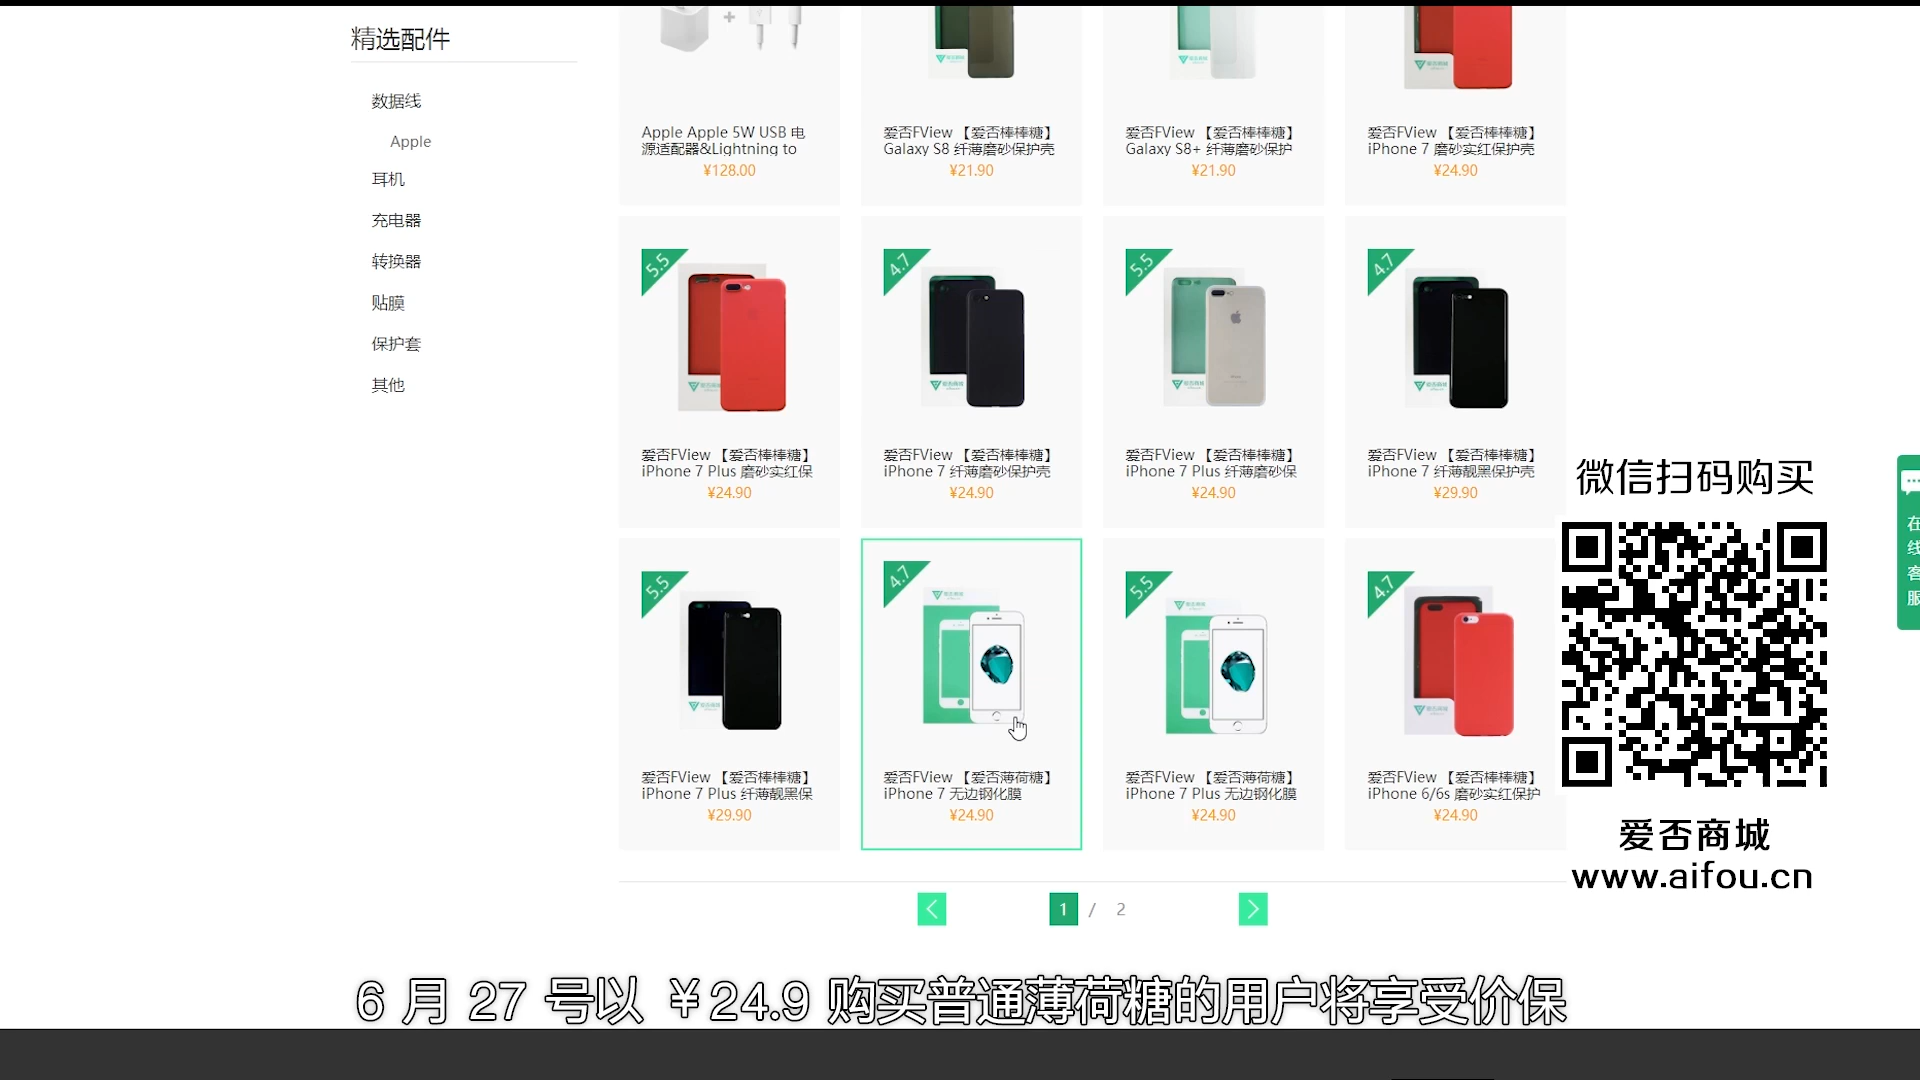 精选配件
数据线
Apple
耳机
充电器
转换器
贴膜
保护套
其他
Apple Apple 5W USB 电
源适配器&Lightning to
¥128.00
爱否FView 【爱否棒棒糖】
Galaxy S8 纤薄磨砂保护壳
¥21.90
爱否FView 【爱否棒棒糖】
Galaxy S8+ 纤薄磨砂保护
¥21.90
爱否FView 【爱否棒棒糖】
iPhone 7 磨砂实红保护壳
¥24.90
5.5
爱否FView 【爱否棒棒糖】
iPhone 7 Plus 磨砂实红保
¥24.90
4.7
爱否FView 【爱否棒棒糖】
iPhone 7 纤薄磨砂保护壳
¥24.90
5.5
爱否FView 【爱否棒棒糖】
iPhone 7 Plus 纤薄磨砂保
¥24.90
4.7
爱否FView 【爱否棒棒糖】
iPhone 7 纤薄靓黑保护壳
¥29.90
5.5
爱否FView 【爱否棒棒糖】
iPhone 7 Plus 纤薄靓黑保
¥29.90
4.7
爱否FView 【爱否薄荷糖】
iPhone 7 无边钢化膜
¥24.90
5.5
爱否FView 【爱否薄荷糖】
iPhone 7 Plus 无边钢化膜
¥24.90
4.7
爱否FView 【爱否棒棒糖】
iPhone 6/6s 磨砂实红保护
¥24.90
1 / 2
微信扫码购买
爱否商城
www.aifou.cn
在
线
客
服
6 月 27 号以 ￥24.9 购买普通薄荷糖的用户将享受价保